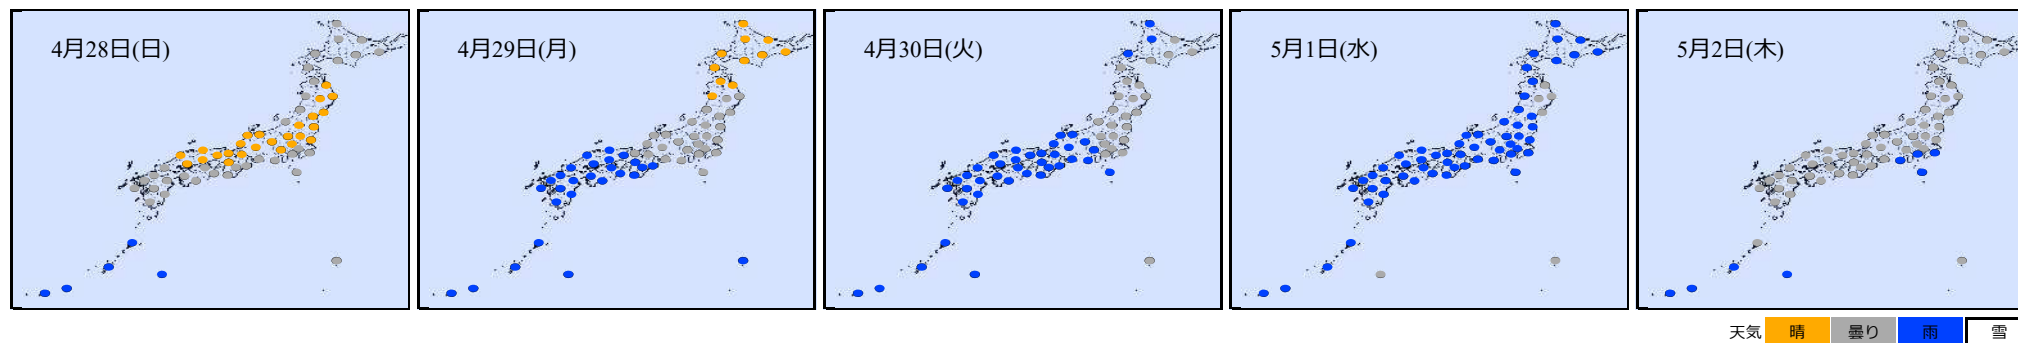 4月28日(日)
4月29日(月)
4月30日(火)
5月1日(水)
5月2日(木)
天気 晴 曇り 雨 雪